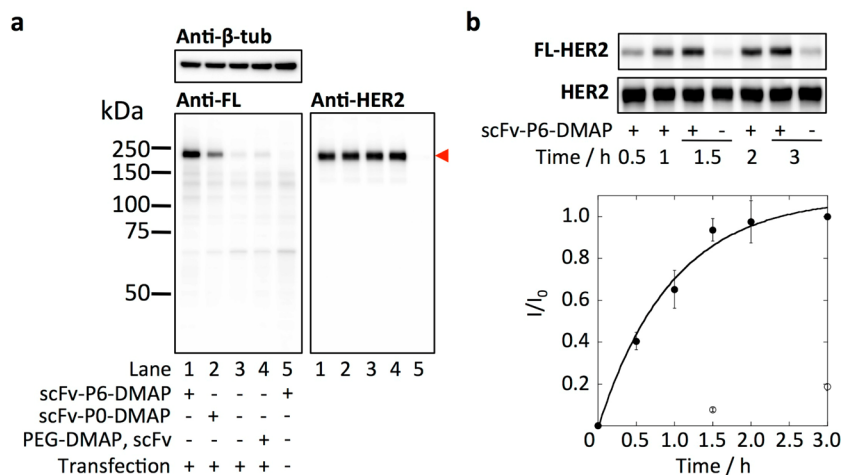 a
Anti-β-tub
kDa
Anti-FL
Anti-HER2
250
150
100
75
50
Lane 1 2 3 4 5 1 2 3 4 5
scFv-P6-DMAP + - - - +
scFv-P0-DMAP - + - - -
PEG-DMAP, scFv - - - + -
Transfection + + + + -
b
FL-HER2
HER2
scFv-P6-DMAP + + + - + + -
Time / h 0.5 1 1.5 2 3
I/I0
1.0
0.8
0.6
0.4
0.2
0 0.5 1.0 1.5 2.0 2.5 3.0
Time / h